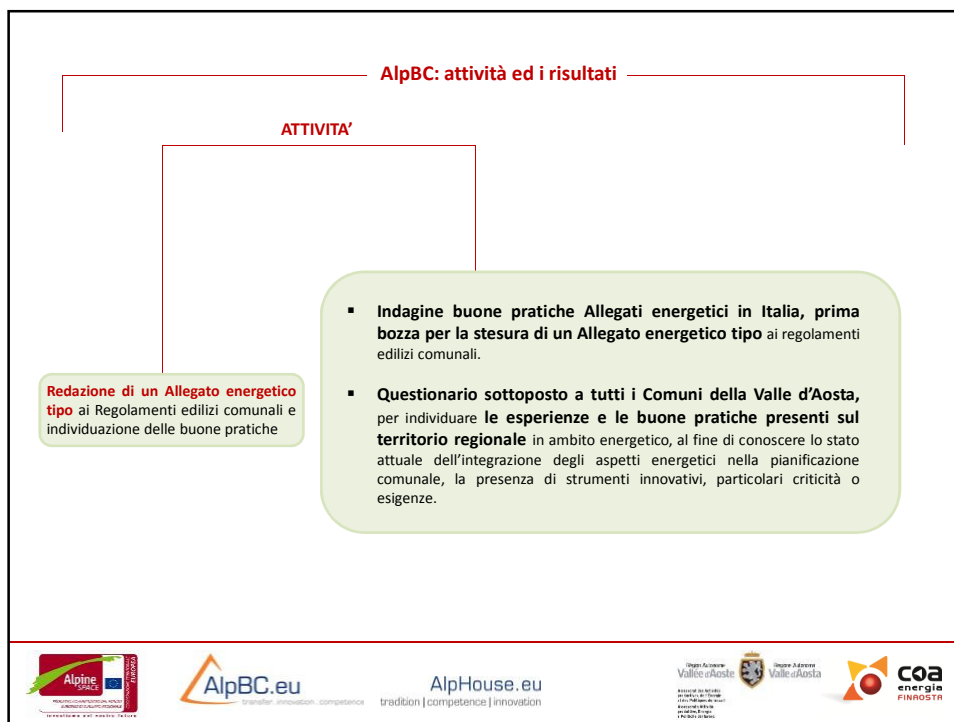 AlpBC: attività ed i risultati
ATTIVITA’
Redazione di un Allegato energetico
tipo ai Regolamenti edilizi comunali e
individuazione delle buone pratiche
▪ Indagine buone pratiche Allegati energetici in Italia, prima
bozza per la stesura di un Allegato energetico tipo ai regolamenti
edilizi comunali.
▪ Questionario sottoposto a tutti i Comuni della Valle d’Aosta,
per individuare le esperienze e le buone pratiche presenti sul
territorio regionale in ambito energetico, al fine di conoscere lo stato
attuale dell’integrazione degli aspetti energetici nella pianificazione
comunale, la presenza di strumenti innovativi, particolari criticità o
esigenze.
Alpine
SPACE
EUROPEA
investiamo nel nostro futuro
AlpBC.eu
transfer . innovation . competence
AlpHouse.eu
tradition | competence | innovation
Région Autonome
Vallée d'Aoste
Regione Autonoma
Valle d'Aosta
coa
energia
FINAOSTA